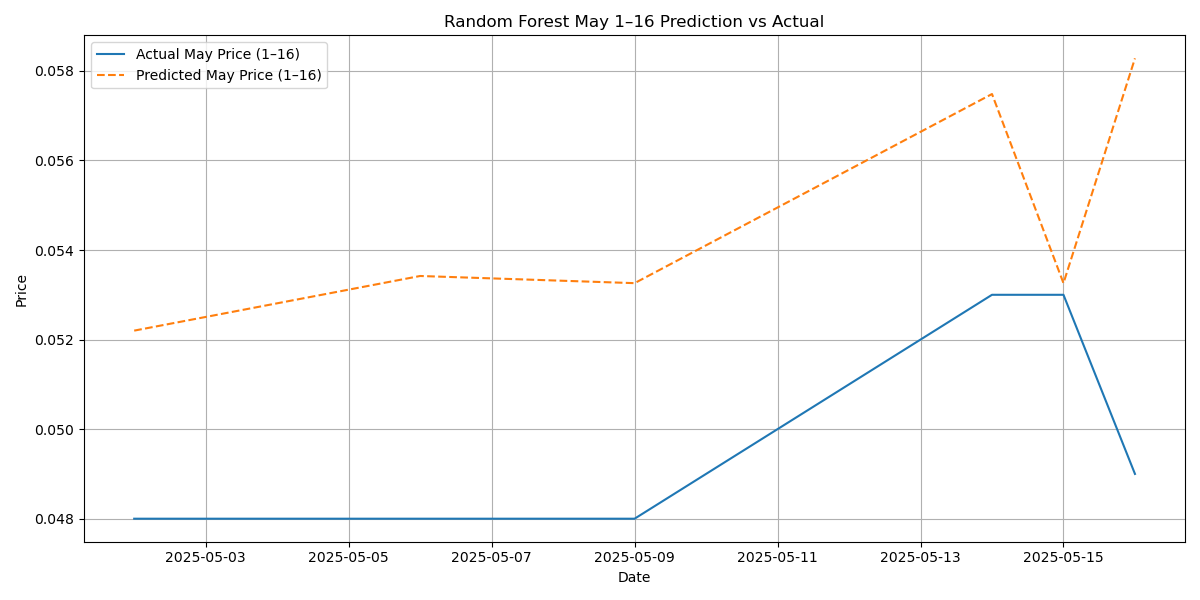 Random Forest May 1–16 Prediction vs Actual
Actual May Price (1–16)
Predicted May Price (1–16)
0.058
0.056
0.054
0.052
0.050
0.048
Price
2025-05-03 2025-05-05 2025-05-07 2025-05-09 2025-05-11 2025-05-13 2025-05-15
Date